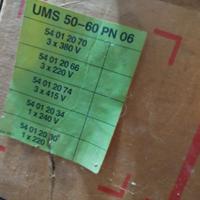 UMS 50-60 PN 06
54 01 20 70
3 x 380 V
54 01 20 66
3 x 220 V
54 01 20 74
3 x 415 V
54 01 20 34
1 x 240 V
54 01 20 30
1 x 220 V